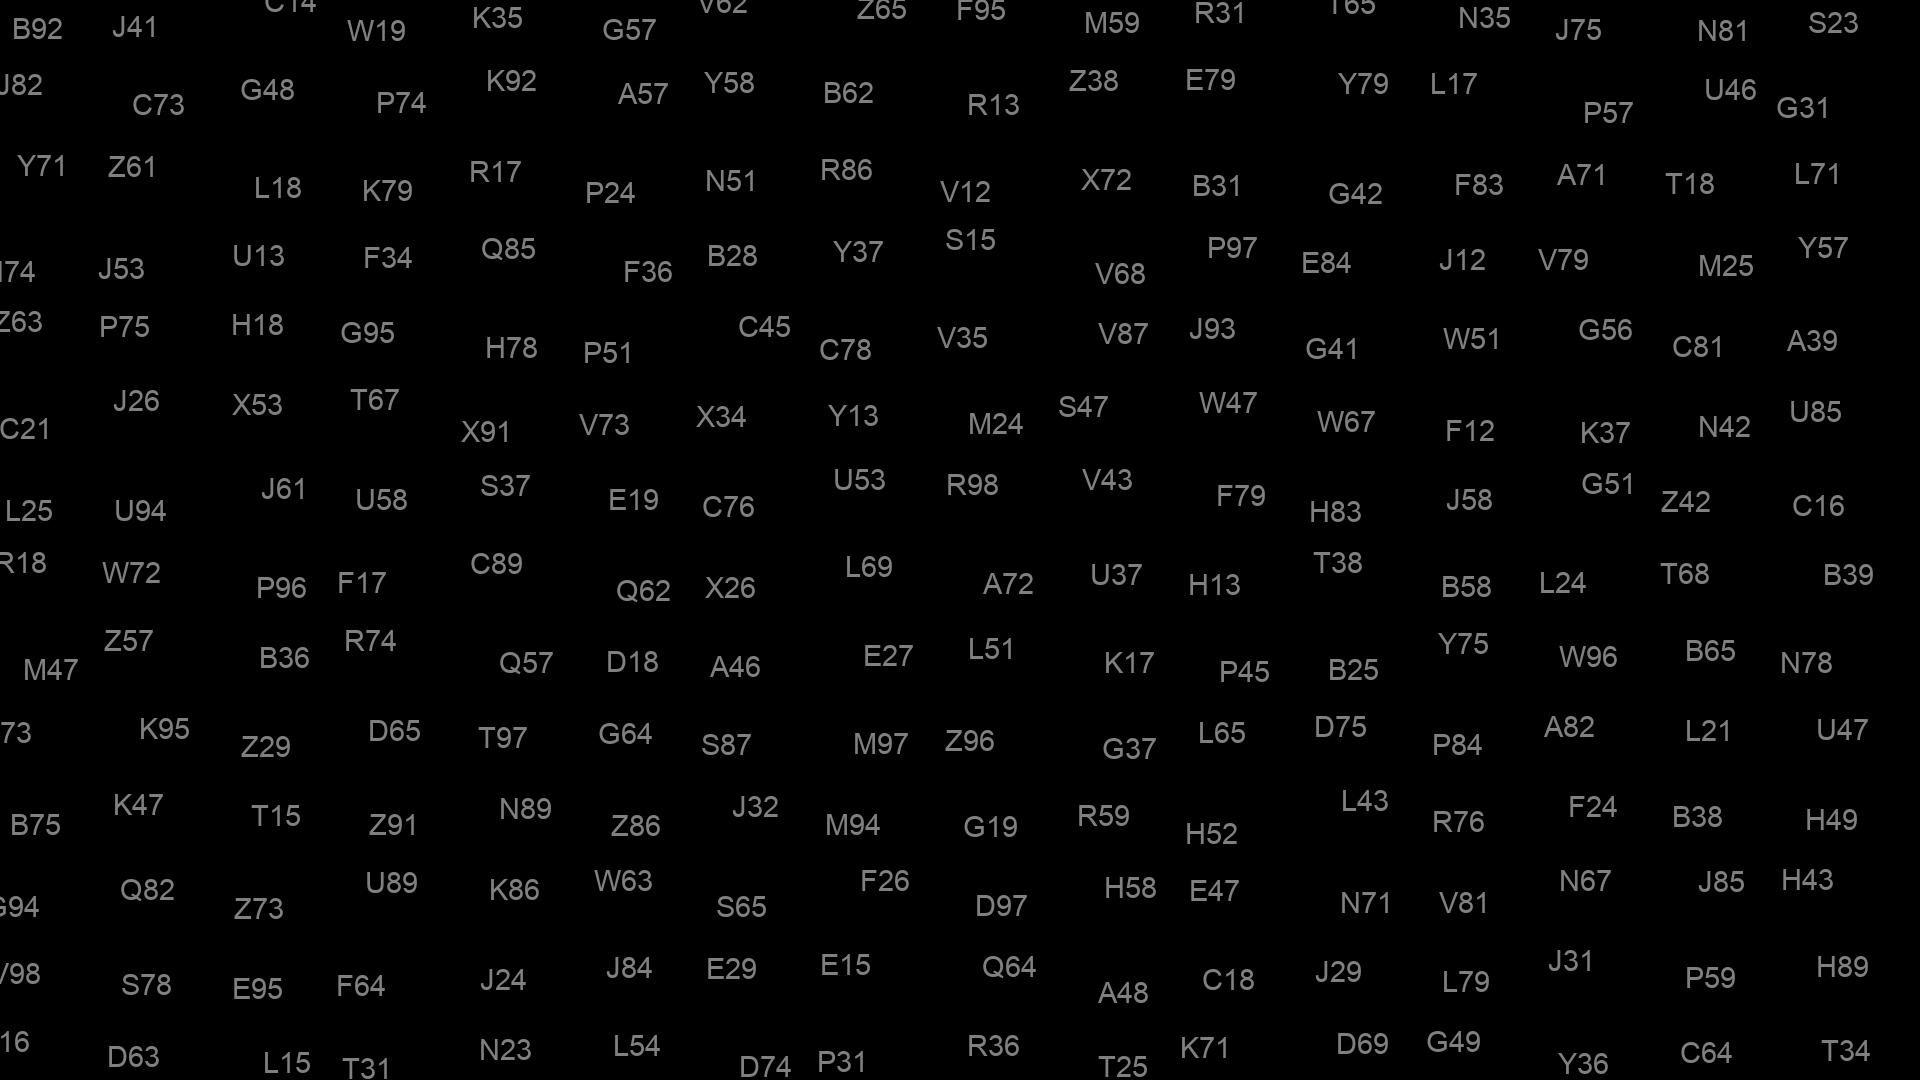 B92 J41 C14 W19 K35 G57 V62 Z65 F95 M59 R31 T65 N35 J75 N81 S23
J82 C73 G48 P74 K92 A57 Y58 B62 R13 Z38 E79 Y79 L17 P57 U46 G31
Y71 Z61 L18 K79 R17 P24 N51 R86 V12 X72 B31 G42 F83 A71 T18 L71
74 J53 U13 F34 Q85 F36 B28 Y37 S15 V68 P97 E84 J12 V79 M25 Y57
Z63 P75 H18 G95 H78 P51 C45 C78 V35 V87 J93 G41 W51 G56 C81 A39
C21 J26 X53 T67 X91 V73 X34 Y13 M24 S47 W47 W67 F12 K37 N42 U85
L25 U94 J61 U58 S37 E19 C76 U53 R98 V43 F79 H83 J58 G51 Z42 C16
R18 W72 P96 F17 C89 Q62 X26 L69 A72 U37 H13 T38 B58 L24 T68 B39
M47 Z57 B36 R74 Q57 D18 A46 E27 L51 K17 P45 B25 Y75 W96 B65 N78
73 K95 Z29 D65 T97 G64 S87 M97 Z96 G37 L65 D75 P84 A82 L21 U47
B75 K47 T15 Z91 N89 Z86 J32 M94 G19 R59 H52 L43 R76 F24 B38 H49
G94 Q82 Z73 U89 K86 W63 S65 F26 D97 H58 E47 N71 V81 N67 J85 H43
V98 S78 E95 F64 J24 J84 E29 E15 Q64 A48 C18 J29 L79 J31 P59 H89
16 D63 L15 T31 N23 L54 D74 P31 R36 T25 K71 D69 G49 Y36 C64 T34